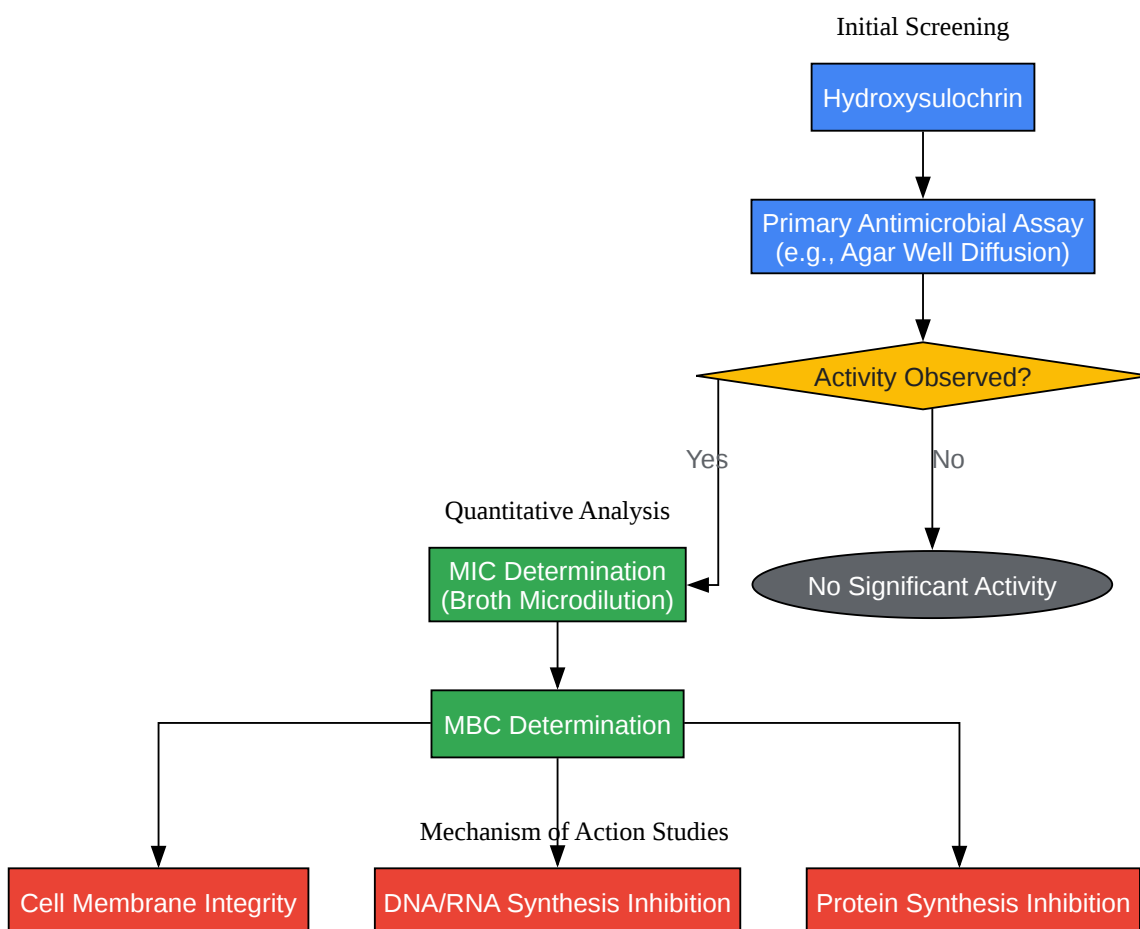 Initial Screening
Hydroxysulochrin
Primary Antimicrobial Assay
(e.g., Agar Well Diffusion)
Activity Observed?
Yes
No
Quantitative Analysis
MIC Determination
(Broth Microdilution)
No Significant Activity
MBC Determination
Mechanism of Action Studies
Cell Membrane Integrity
DNA/RNA Synthesis Inhibition
Protein Synthesis Inhibition